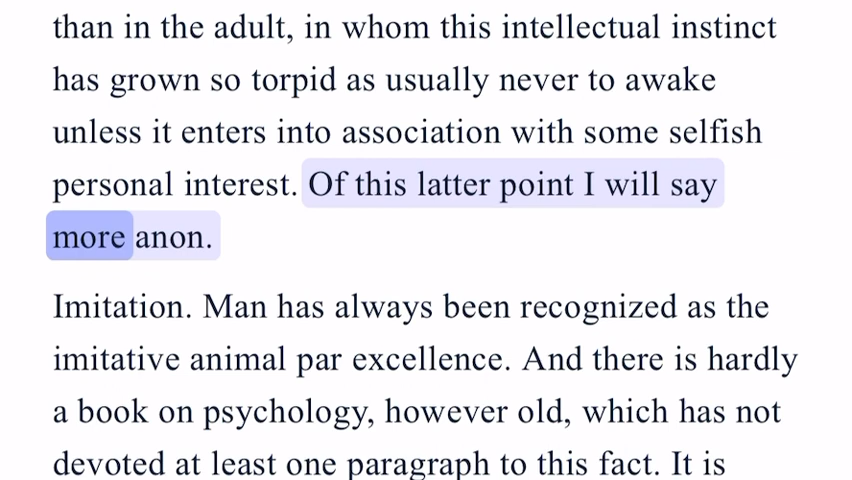 than in the adult, in whom this intellectual instinct
has grown so torpid as usually never to awake
unless it enters into association with some selfish
personal interest. Of this latter point I will say
more anon.
Imitation. Man has always been recognized as the
imitative animal par excellence. And there is hardly
a book on psychology, however old, which has not
devoted at least one paragraph to this fact. It is